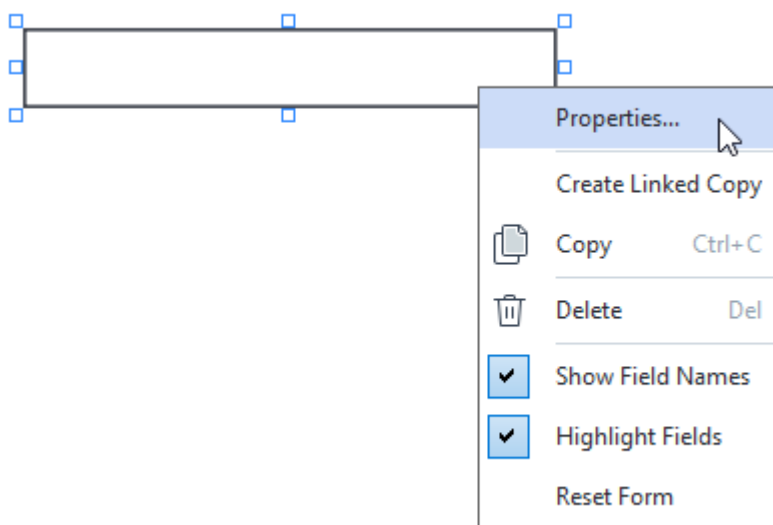 Properties...
Create Linked Copy
Copy Ctrl+C
Delete Del
Show Field Names
Highlight Fields
Reset Form